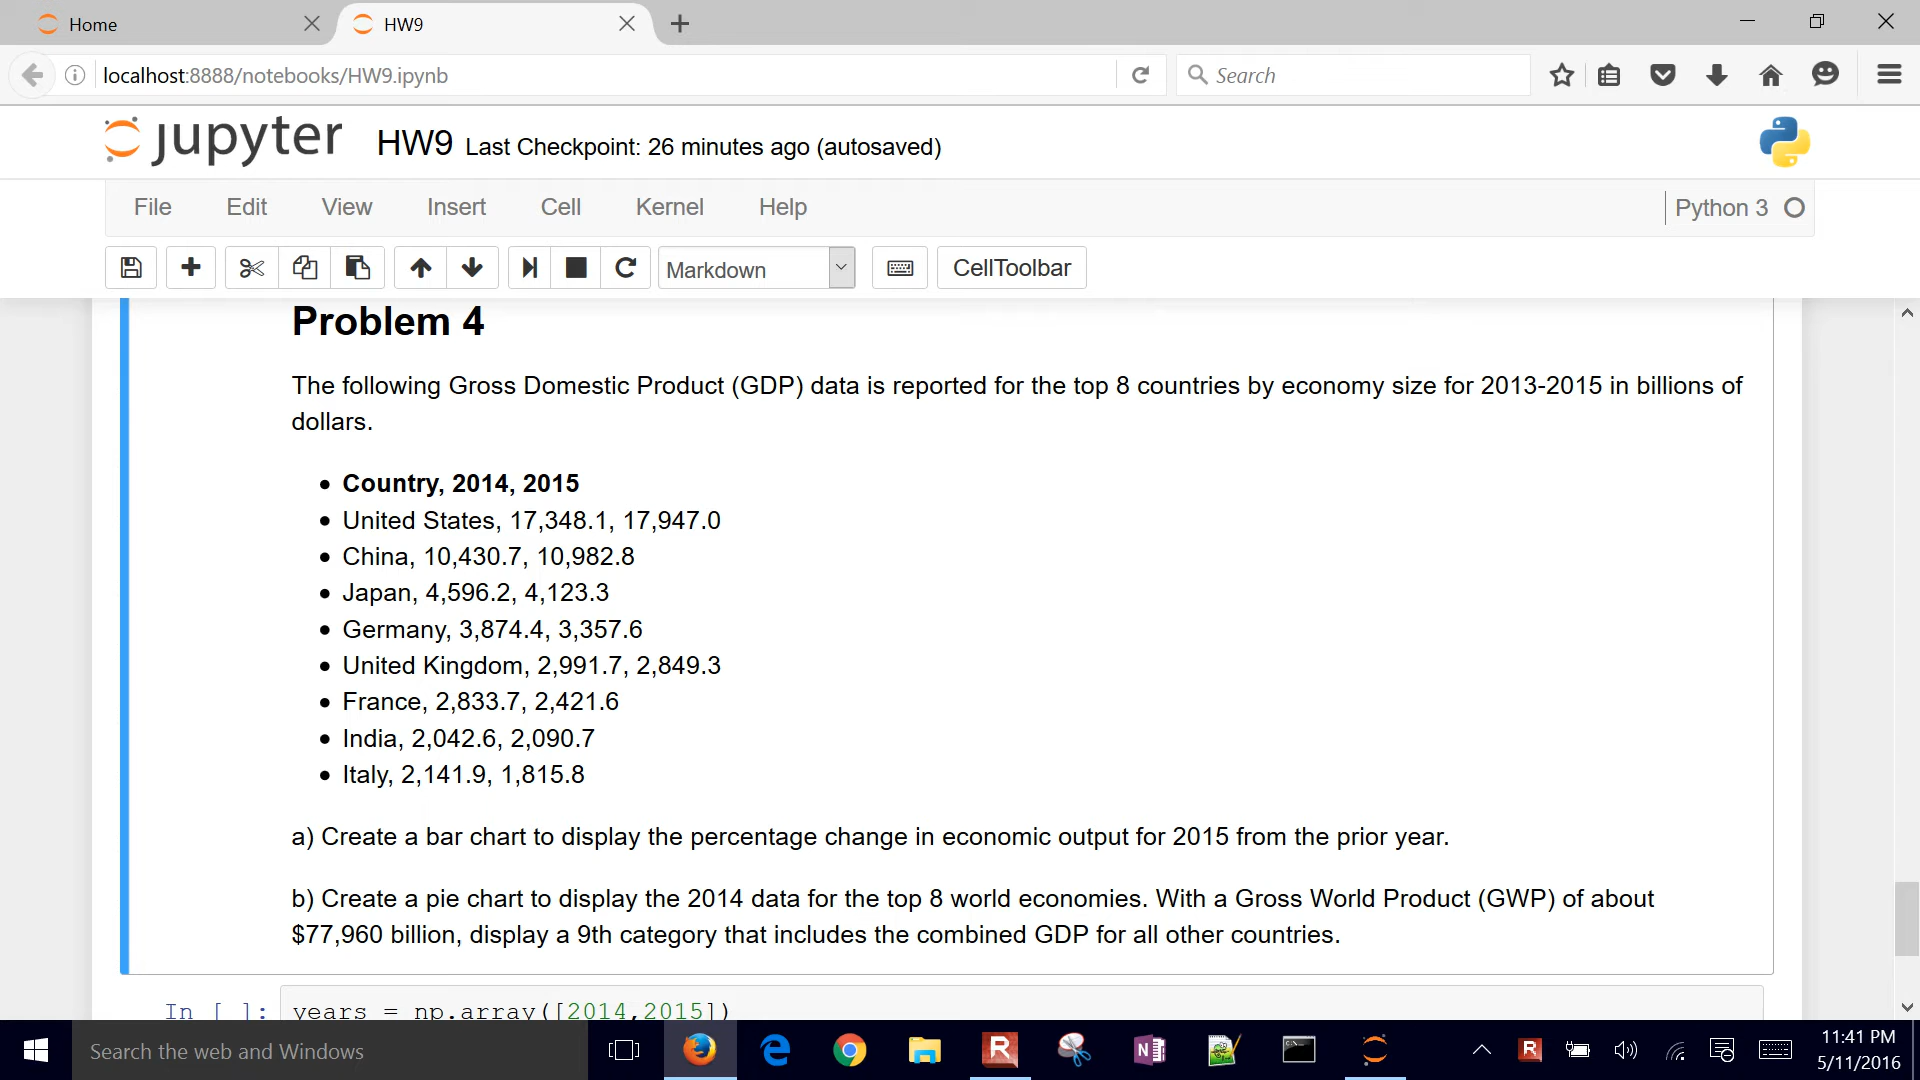 Home
HW9
localhost:8888/notebooks/HW9.ipynb
Search
jupyter HW9 Last Checkpoint: 26 minutes ago (autosaved)
File Edit View Insert Cell Kernel Help Python 3
Markdown CellToolbar
Problem 4
The following Gross Domestic Product (GDP) data is reported for the top 8 countries by economy size for 2013-2015 in billions of
dollars.
• Country, 2014, 2015
• United States, 17,348.1, 17,947.0
• China, 10,430.7, 10,982.8
• Japan, 4,596.2, 4,123.3
• Germany, 3,874.4, 3,357.6
• United Kingdom, 2,991.7, 2,849.3
• France, 2,833.7, 2,421.6
• India, 2,042.6, 2,090.7
• Italy, 2,141.9, 1,815.8
a) Create a bar chart to display the percentage change in economic output for 2015 from the prior year.
b) Create a pie chart to display the 2014 data for the top 8 world economies. With a Gross World Product (GWP) of about
$77,960 billion, display a 9th category that includes the combined GDP for all other countries.
In [ ]: years = np.array([2014,2015])
Search the web and Windows
11:41 PM
5/11/2016